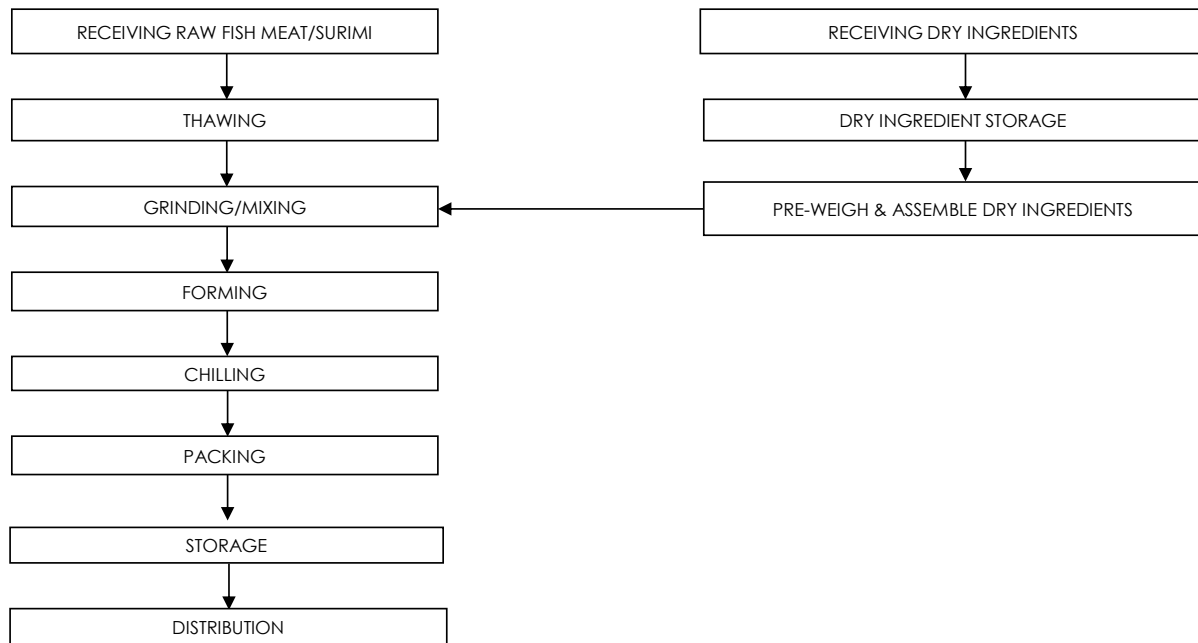 RECEIVING RAW FISH MEAT/SURIMI
THAWING
GRINDING/MIXING
FORMING
CHILLING
PACKING
STORAGE
DISTRIBUTION
RECEIVING DRY INGREDIENTS
DRY INGREDIENT STORAGE
PRE-WEIGH & ASSEMBLE DRY INGREDIENTS